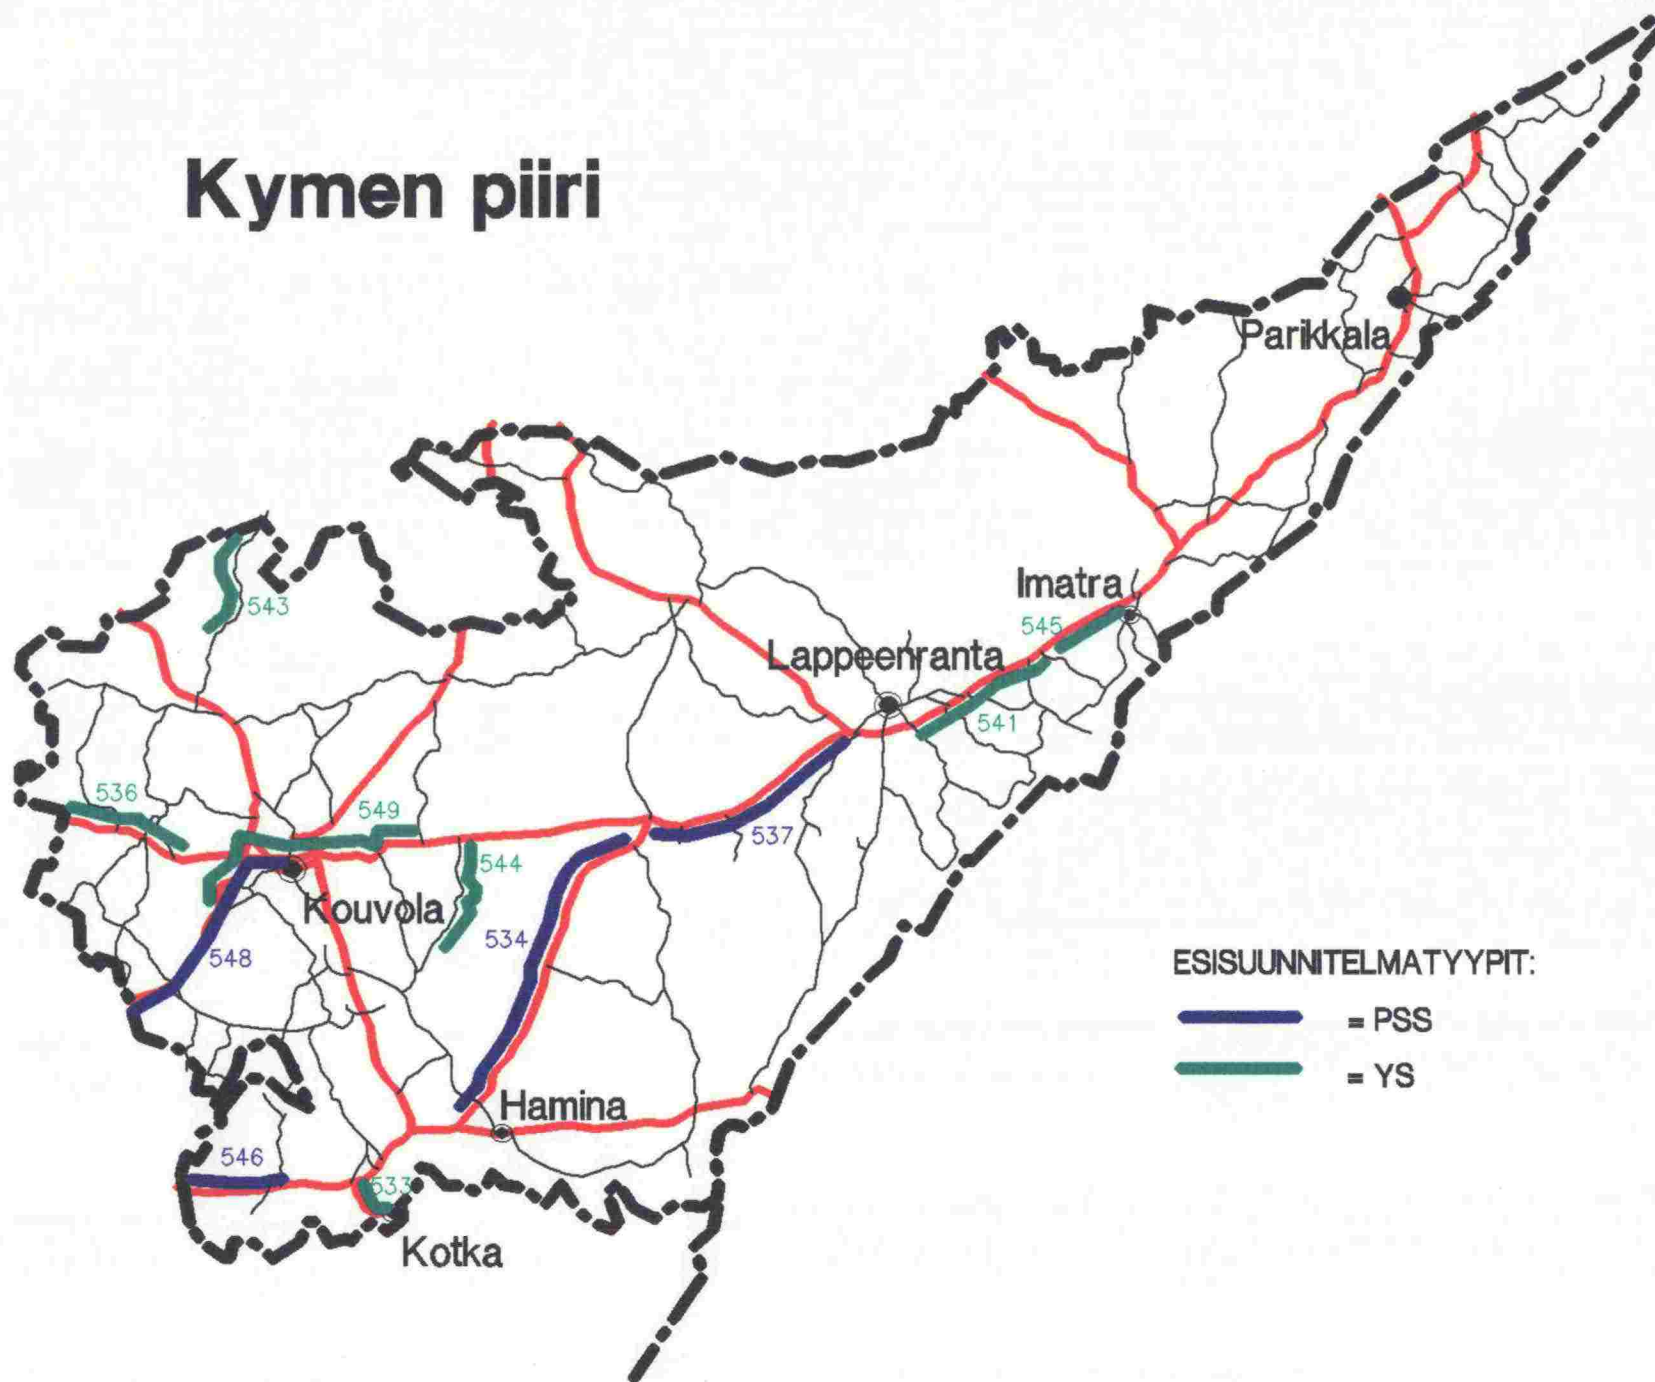 Kymen piiri
Parikkala
Imatra
543
545
Lappeenranta
541
536
549
537
544
Kouvola
534
548
ESISUUNNITELMATYYPIT:
= PSS
= YS
Hamina
546
533
Kotka